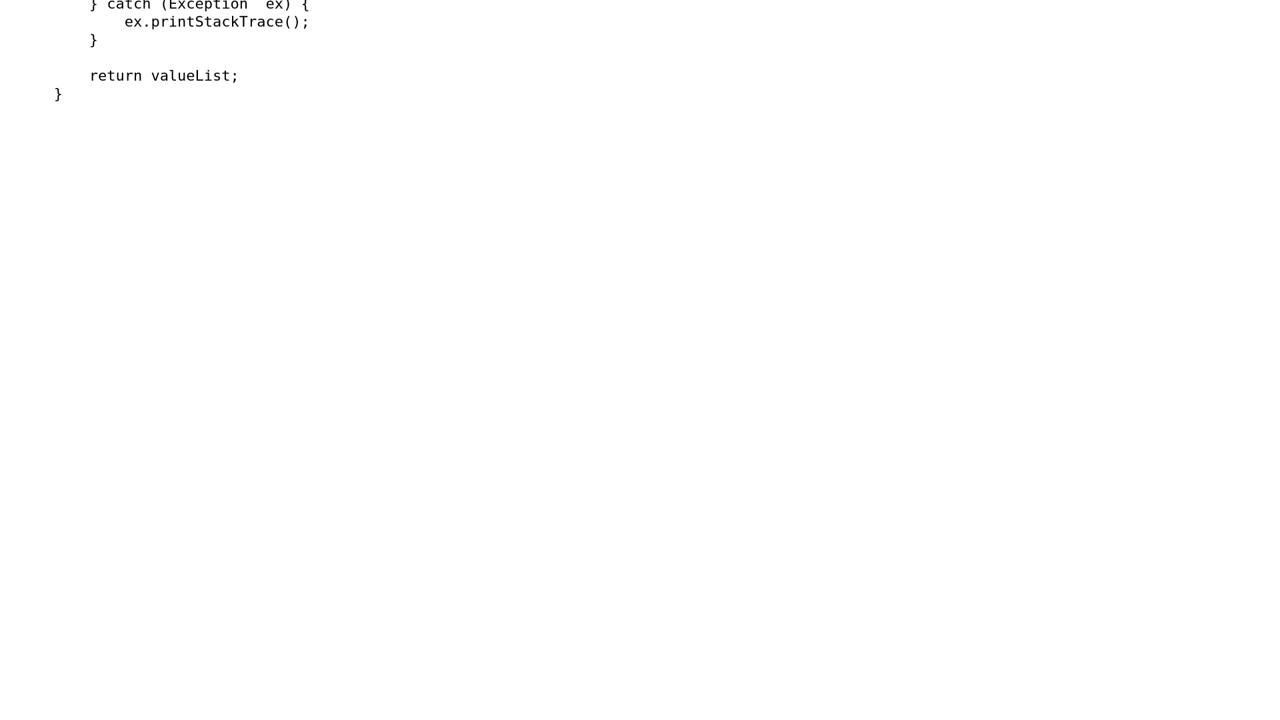 } catch (Exception  ex) {
ex.printStackTrace();
}
return valueList;
}